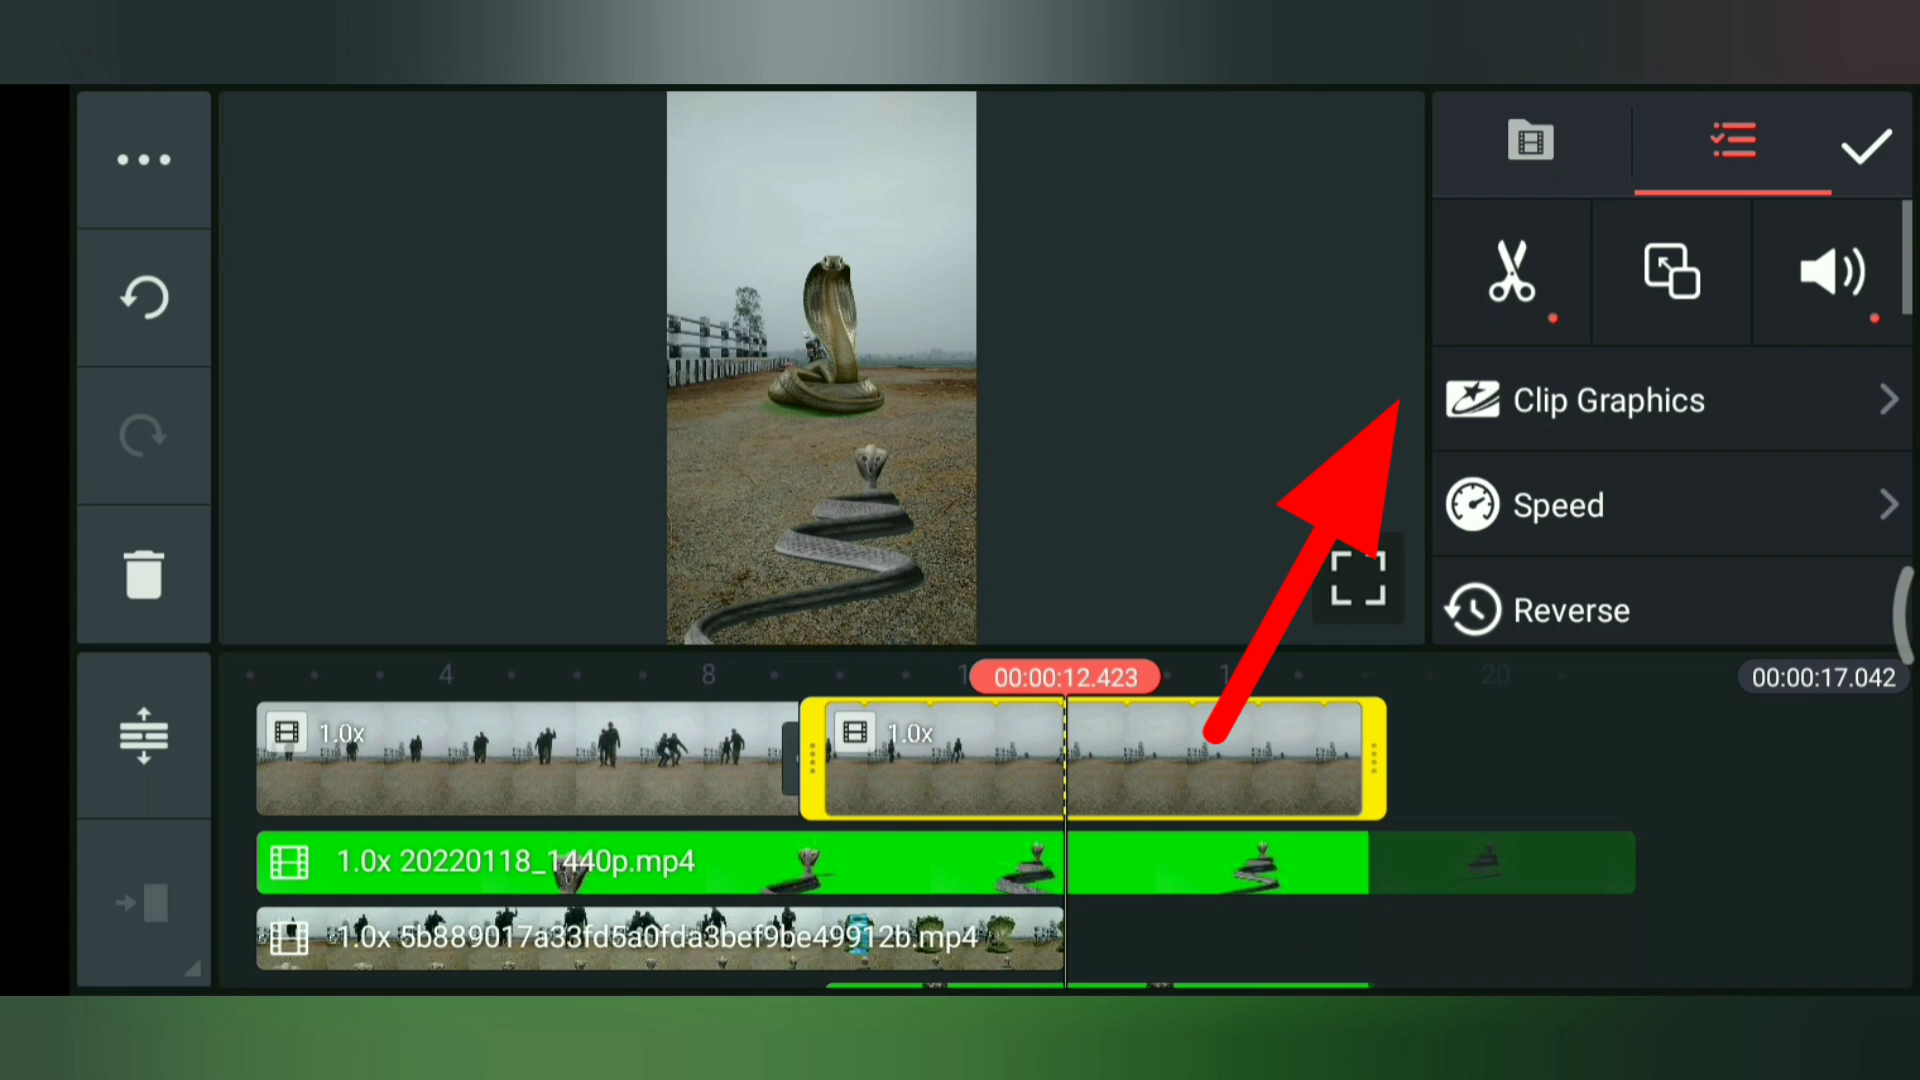 Clip Graphics
Speed
Reverse
4
8
00:00:12.423
20
00:00:17.042
1.0x
1.0x
1.0x 20220118_1440p.mp4
1.0x 5b889017a33fd5a0fda3bef9be49912b.mp4